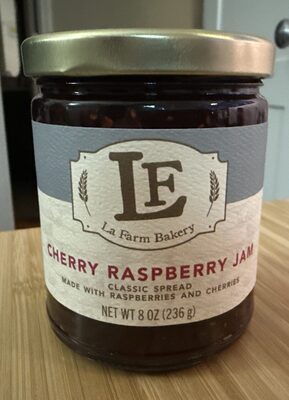 LF
La Farm Bakery
CHERRY RASPBERRY JAM
CLASSIC SPREAD
MADE WITH RASPBERRIES AND CHERRIES
NET WT 8 OZ (236 g)